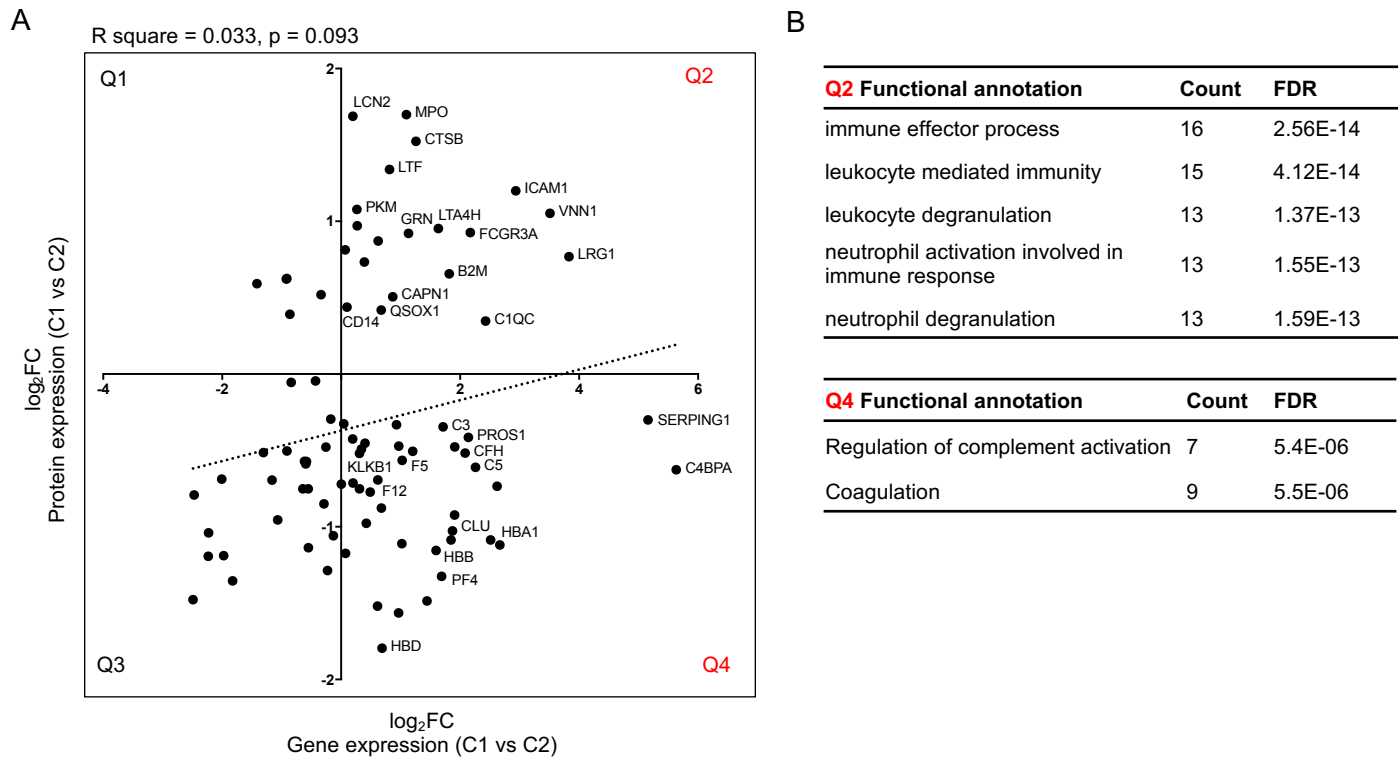 A
R square = 0.033, p = 0.093
Q1
Q2
Q3
Q4
2
1
-1
-2
-4
-2
0
2
4
6
LCN2
MPO
CTSB
LTF
ICAM1
PKM
VNN1
GRN
LTA4H
FCGR3A
LRG1
B2M
CAPN1
CD14
QSOX1
C1QC
SERPING1
C3
PROS1
CFH
F5
C5
KLKB1
C4BPA
F12
CLU
HBA1
HBB
PF4
HBD
log2FC
Protein expression (C1 vs C2)
log2FC
Gene expression (C1 vs C2)
B
Q2 Functional annotation Count FDR
immune effector process 16 2.56E-14
leukocyte mediated immunity 15 4.12E-14
leukocyte degranulation 13 1.37E-13
neutrophil activation involved in
immune response 13 1.55E-13
neutrophil degranulation 13 1.59E-13
Q4 Functional annotation Count FDR
Regulation of complement activation 7 5.4E-06
Coagulation 9 5.5E-06